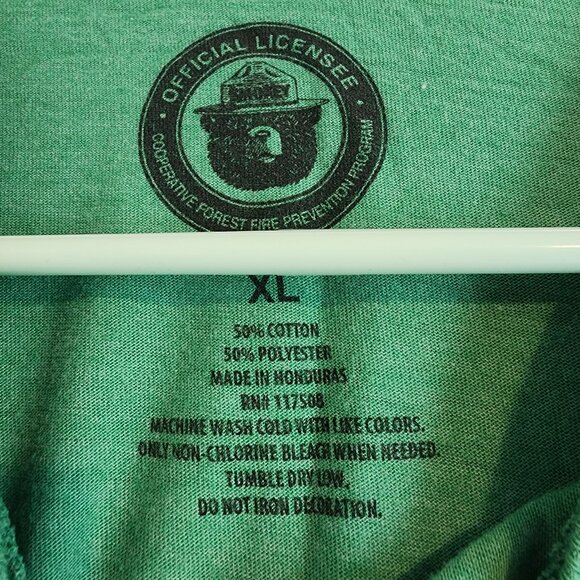 OFFICIAL LICENSEE
SMOKEY
COOPERATIVE FOREST FIRE PREVENTION PROGRAM
XL
50% COTTON
50% POLYESTER
MADE IN HONDURAS
RN# 117508
MACHINE WASH COLD WITH LIKE COLORS.
ONLY NON-CHLORINE BLEACH WHEN NEEDED.
TUMBLE DRY LOW.
DO NOT IRON DECORATION.